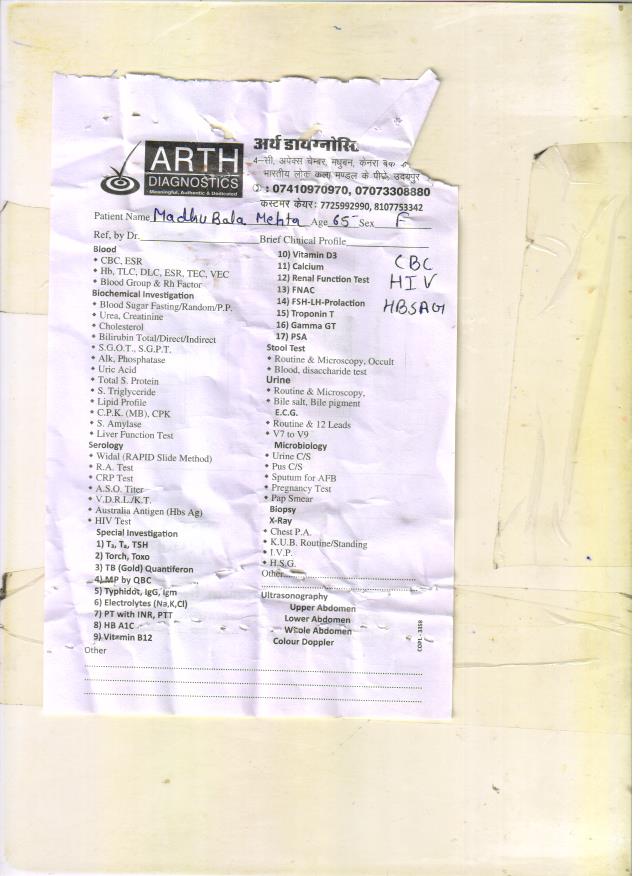 ARTH
DIAGNOSTICS
Meaningful, Authentic & Dedicated
अर्थ डायग्नोसि
4-सी, अपेक्स चेम्बर, मधुबन, केनरा बैंक
भारतीय लोक कला मण्डल के पीछे, उदयपुर
: 07410970970, 07073308880
कस्टमर केयर: 7725992990, 8107753342
Patient Name Madhu Bala Mehta Age 65 Sex F
Ref, by Dr. Brief Clinical Profile
CBC
HIV
HBSAG
Blood
CBC, ESR
Hb, TLC, DLC, ESR, TEC, VEC
Blood Group & Rh Factor
Biochemical Investigation
Blood Sugar Fasting/Random/P.P.
Urea, Creatinine
Cholesterol
Bilirubin Total/Direct/Indirect
S.G.O.T., S.G.P.T.
Alk, Phosphatase
Uric Acid
Total S. Protein
S. Triglyceride
Lipid Profile
C.P.K. (MB), CPK
S. Amylase
Liver Function Test
Serology
Widal (RAPID Slide Method)
R.A. Test
CRP Test
A.S.O. Titer
V.D.R.L./K.T.
Australia Antigen (Hbs Ag)
HIV Test
Special Investigation
1) T₃, T₄, TSH
2) Torch, Toxo
3) TB (Gold) Quantiferon
4) MP by QBC
5) Typhidot, IgG, Igm
6) Electrolytes (Na,K,Cl)
7) PT with INR, PTT
8) HB A1C
9) Vitamin B12
Other
10) Vitamin D3
11) Calcium
12) Renal Function Test
13) FNAC
14) FSH-LH-Prolaction
15) Troponin T
16) Gamma GT
17) PSA
Stool Test
Routine & Microscopy, Occult
Blood, disaccharide test
Urine
Routine & Microscopy,
Bile salt, Bile pigment
E.C.G.
Routine & 12 Leads
V7 to V9
Microbiology
Urine C/S
Pus C/S
Sputum for AFB
Pregnancy Test
Pap Smear
Biopsy
X-Ray
Chest P.A.
K.U.B. Routine/Standing
I.V.P.
H.S.G.
Other
Ultrasonography
Upper Abdomen
Lower Abdomen
Whole Abdomen
Colour Doppler